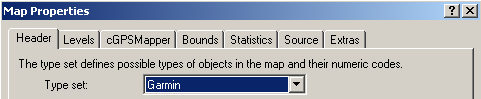 Map Properties
Header Levels cGPSMapper Bounds Statistics Source Extras
The type set defines possible types of objects in the map and their numeric codes.
Type set: Garmin